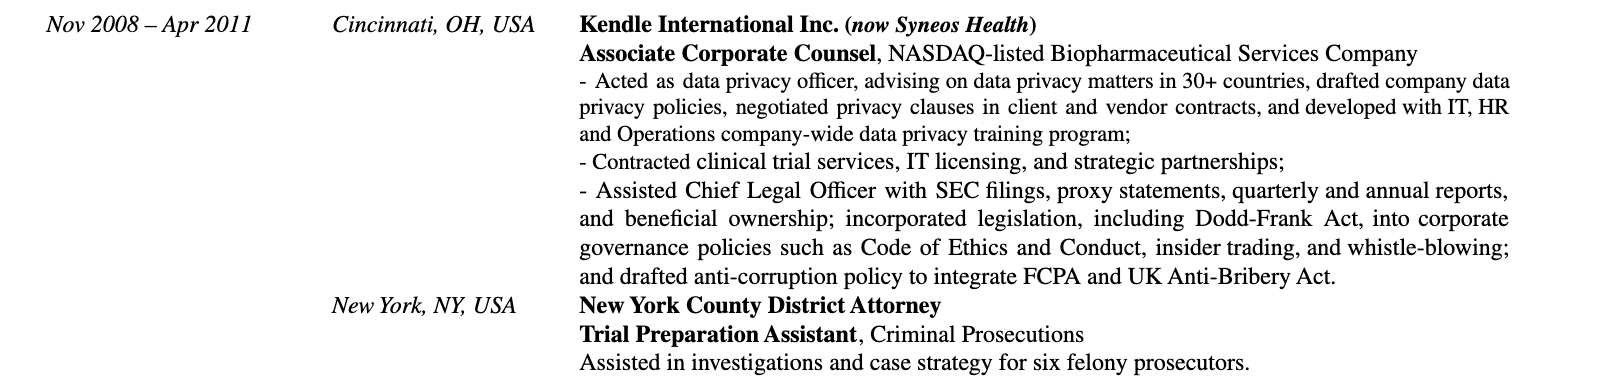 Nov 2008 – Apr 2011 Cincinnati, OH, USA Kendle International Inc. (now Syneos Health)
Associate Corporate Counsel, NASDAQ-listed Biopharmaceutical Services Company
- Acted as data privacy officer, advising on data privacy matters in 30+ countries, drafted company data
privacy policies, negotiated privacy clauses in client and vendor contracts, and developed with IT, HR
and Operations company-wide data privacy training program;
- Contracted clinical trial services, IT licensing, and strategic partnerships;
- Assisted Chief Legal Officer with SEC filings, proxy statements, quarterly and annual reports,
and beneficial ownership; incorporated legislation, including Dodd-Frank Act, into corporate
governance policies such as Code of Ethics and Conduct, insider trading, and whistle-blowing;
and drafted anti-corruption policy to integrate FCPA and UK Anti-Bribery Act.
New York, NY, USA New York County District Attorney
Trial Preparation Assistant, Criminal Prosecutions
Assisted in investigations and case strategy for six felony prosecutors.